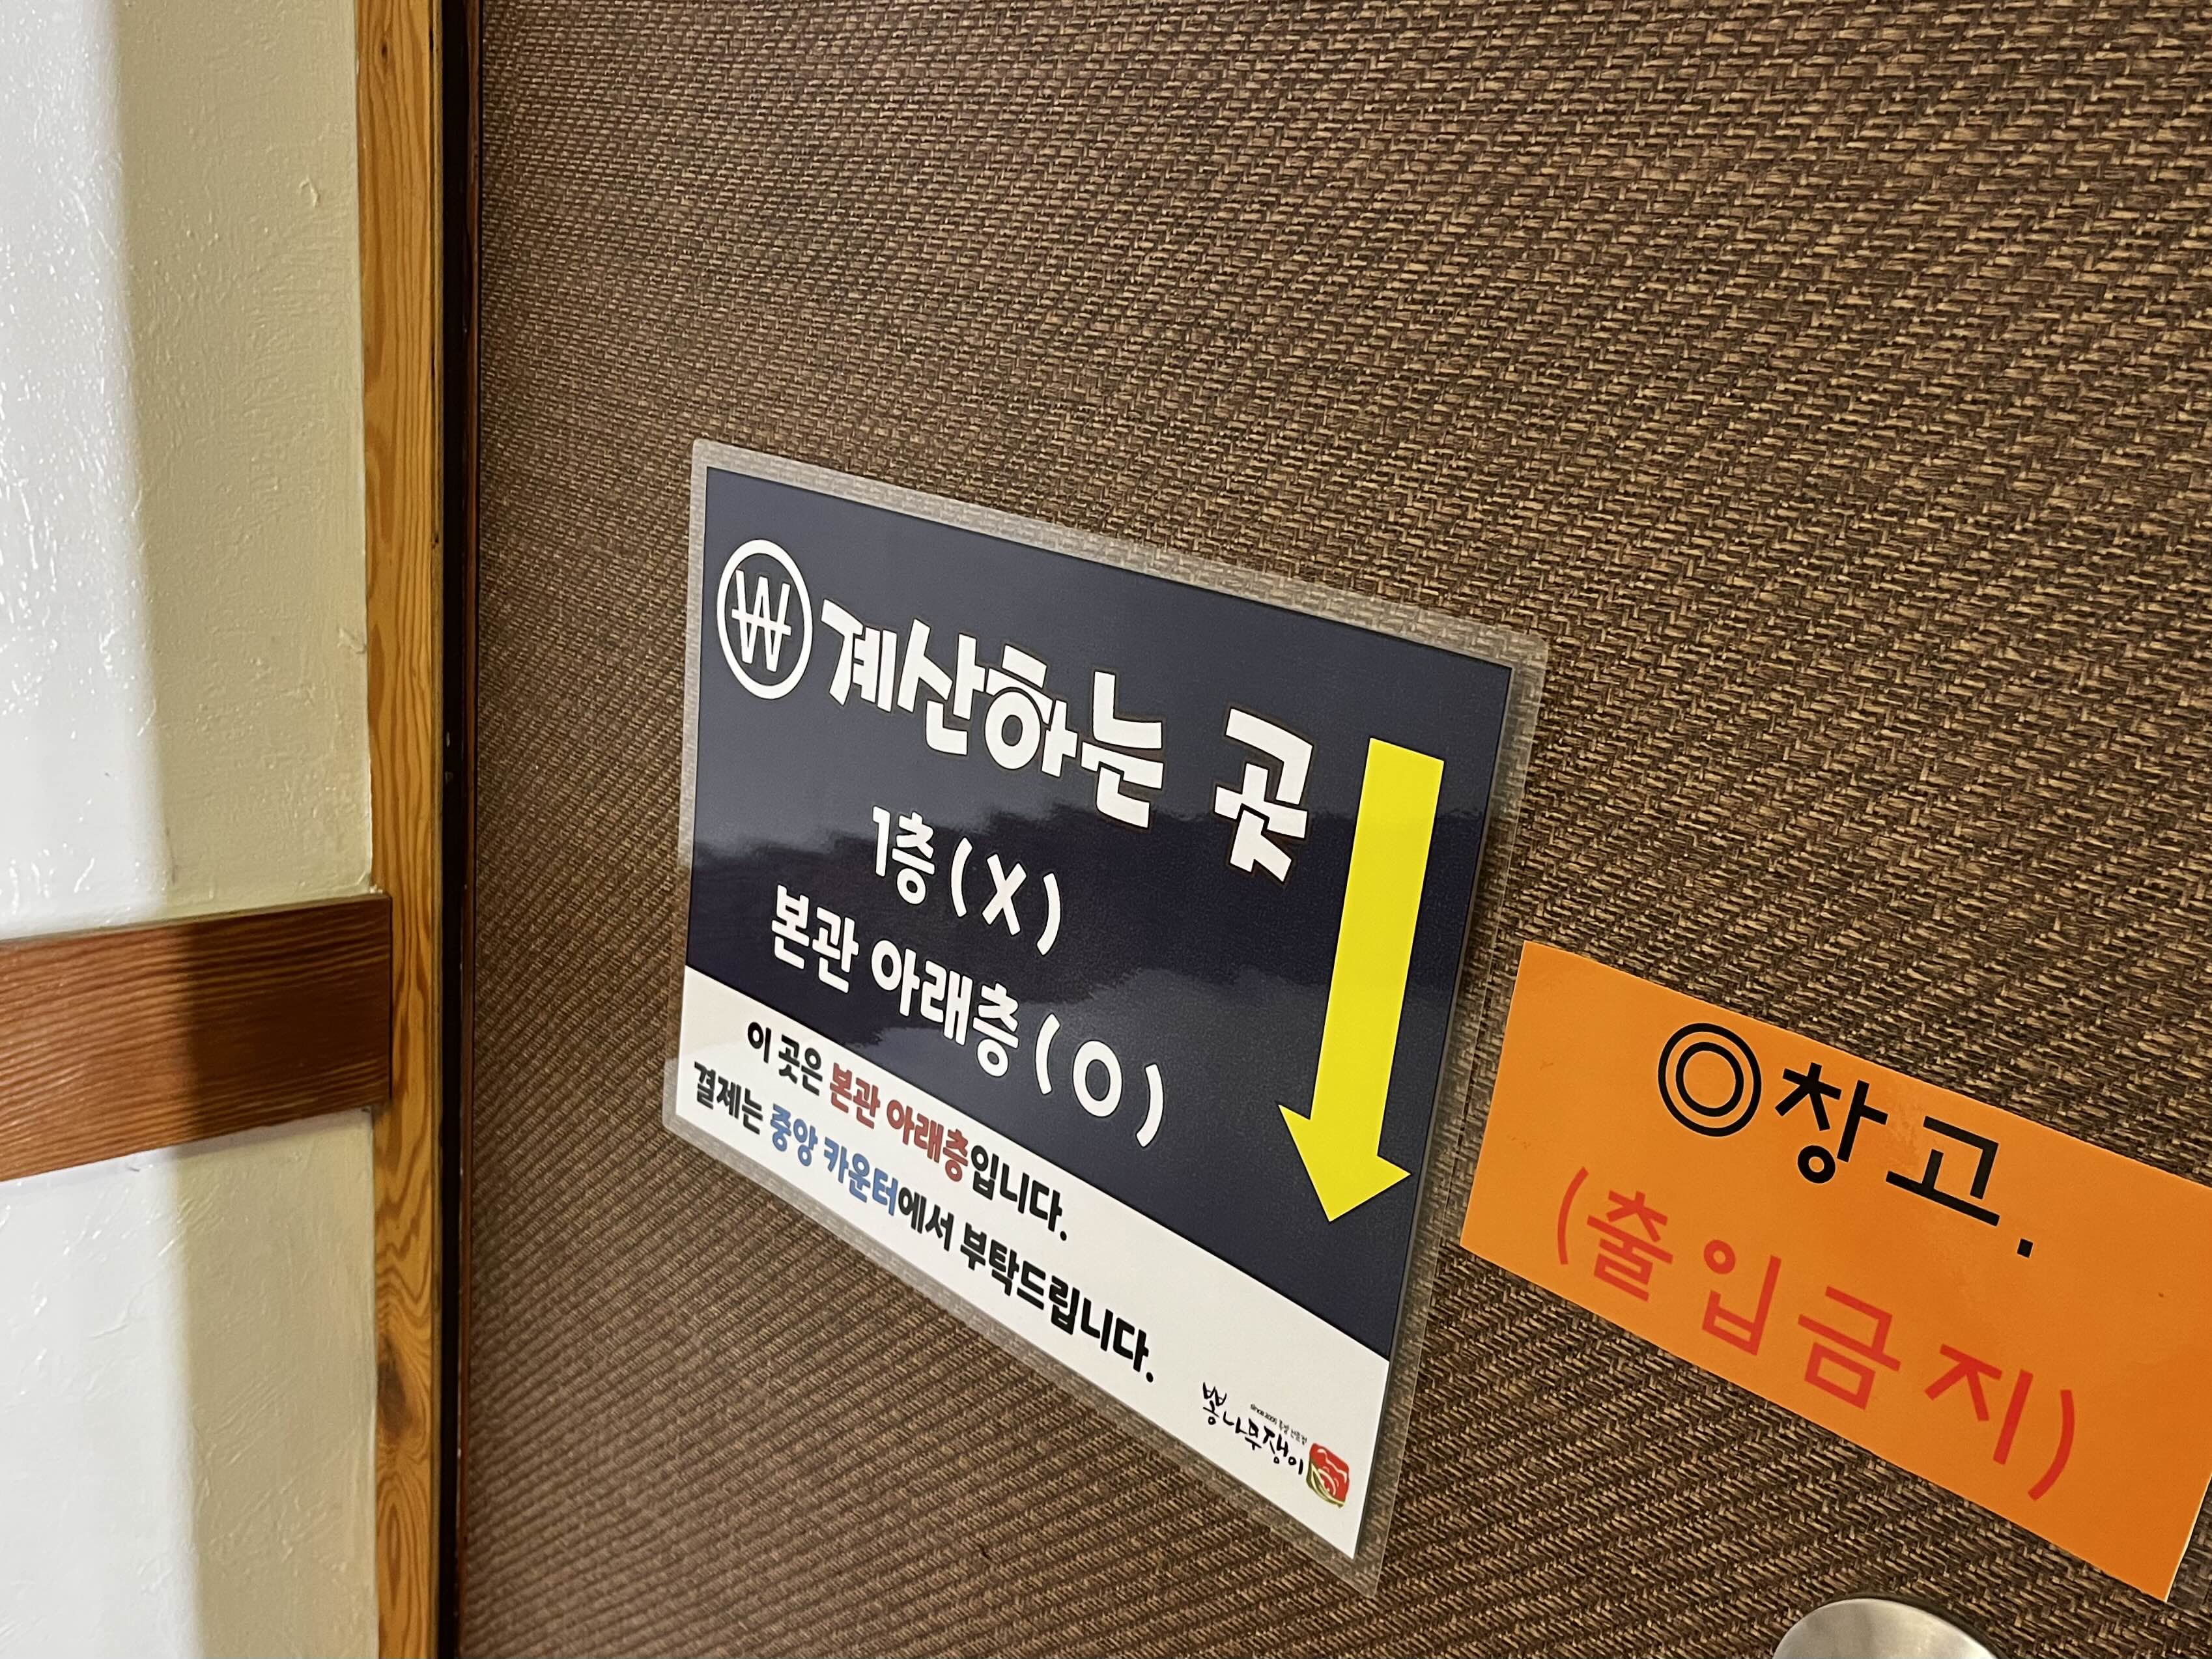 ₩ 계산하는 곳
1층 (X)
본관 아래층 (O)
이 곳은 본관 아래층입니다.
결제는 중앙 카운터에서 부탁드립니다.
뽕나무쟁이
◎창고.
(출입금지)